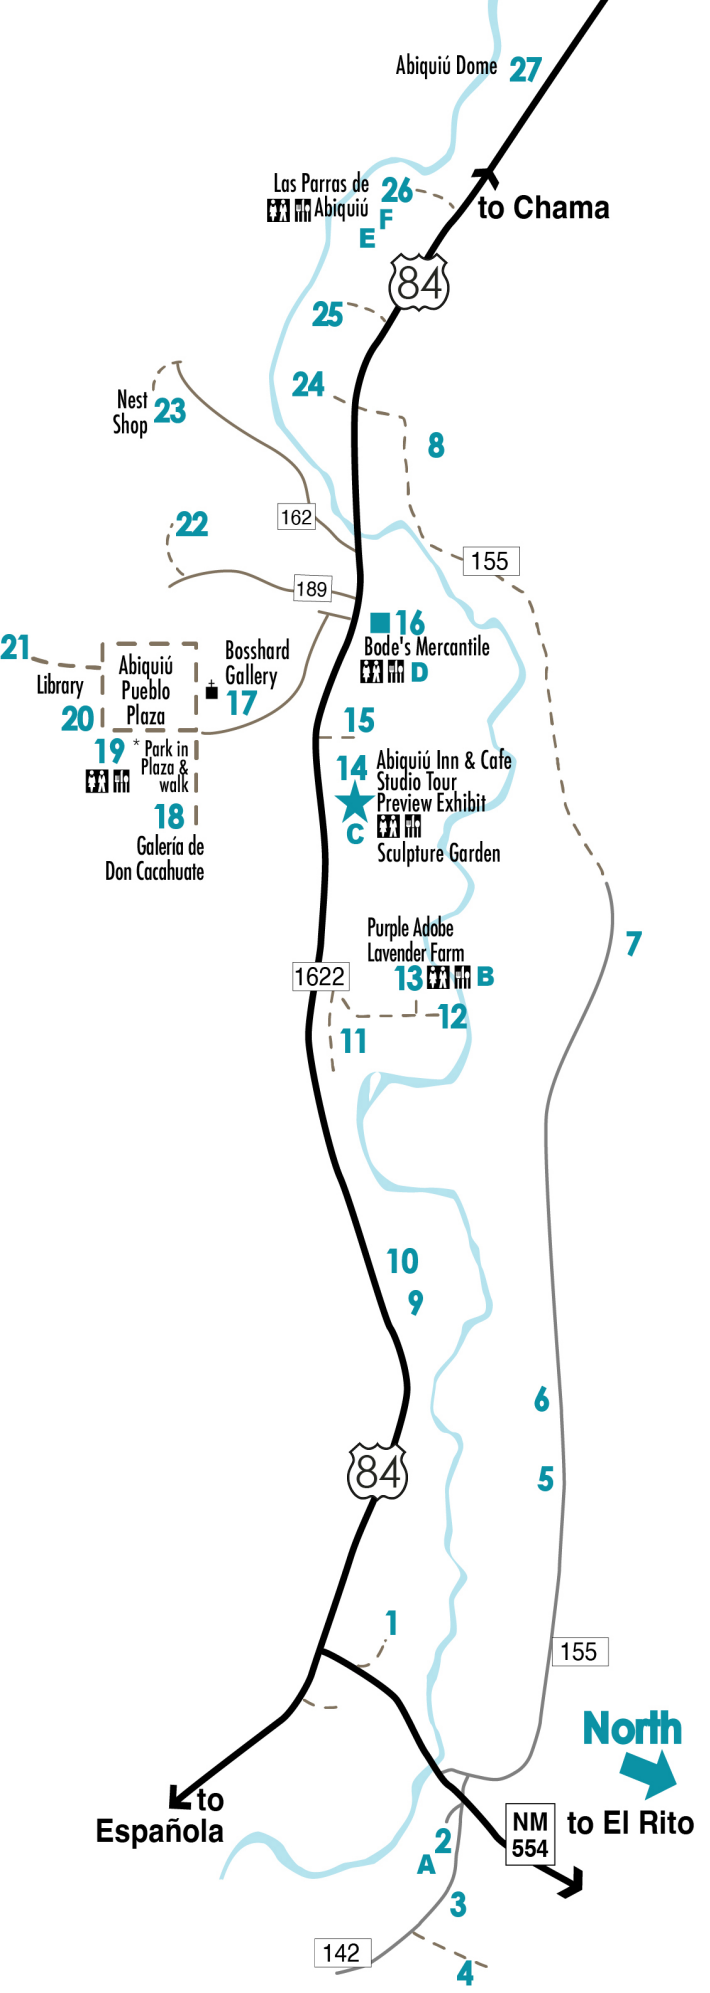 Abiquiú Dome 27
to Chama
Las Parras de
Abiquiú
26
F
E
84
25
24
Nest
Shop
23
8
162
22
155
189
16
Bode's Mercantile
D
21
Library
20
Abiquiú
Pueblo
Plaza
Bosshard
Gallery
17
15
19
* Park in
Plaza &
walk
18
Galería de
Don Cacahuate
14
Abiquiú Inn & Cafe
Studio Tour
Preview Exhibit
C
Sculpture Garden
7
Purple Adobe
Lavender Farm
13
B
1622
12
11
10
9
6
84
5
1
155
North
to
Española
NM
554
to El Rito
2
A
3
142
4